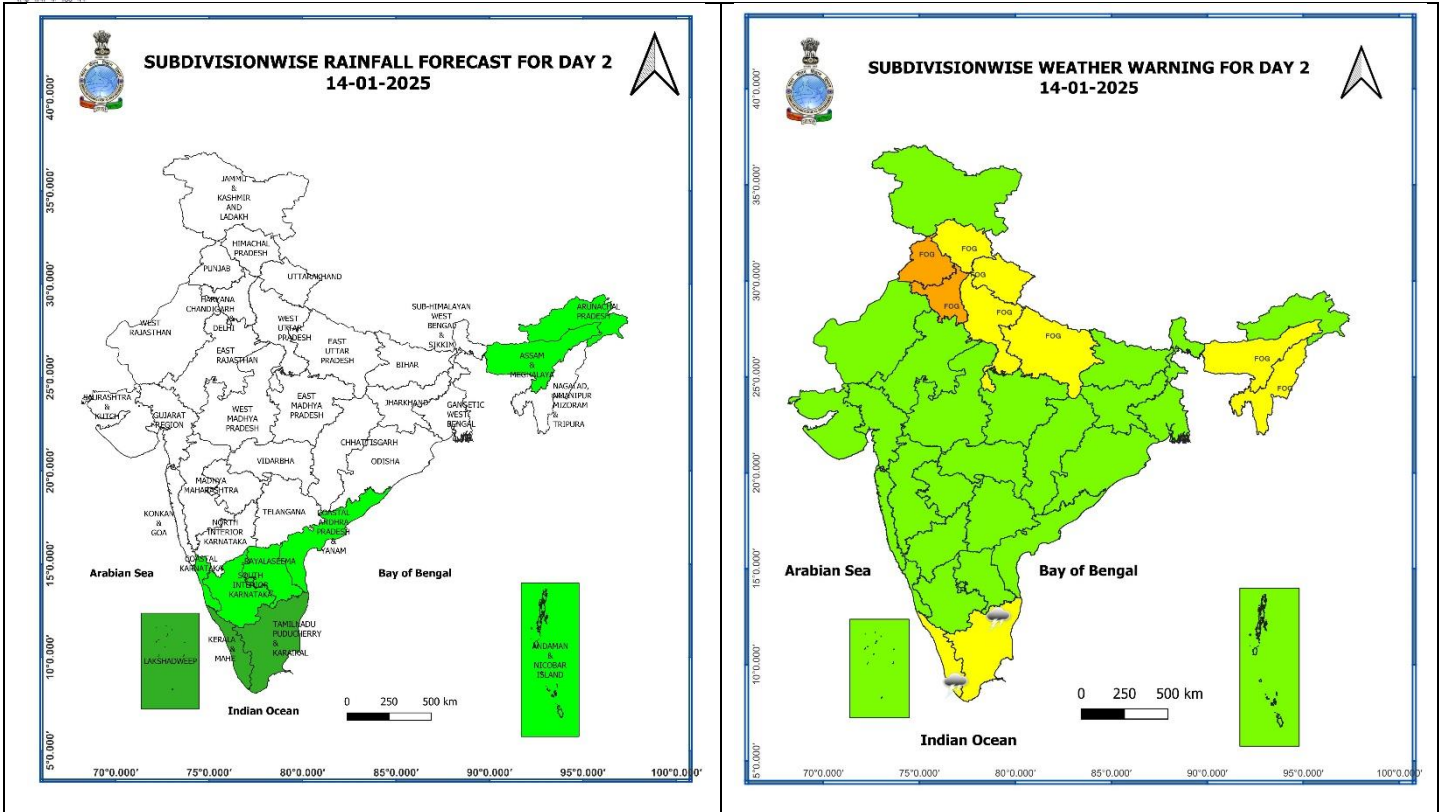 SUBDIVISIONWISE RAINFALL FORECAST FOR DAY 2
14-01-2025
40°0.000'
35°0.000'
30°0.000'
25°0.000'
20°0.000'
15°0.000'
10°0.000'
5°0.000'
JAMMU
&
KASHMIR
AND
LADAKH
HIMACHAL
PRADESH
PUNJAB
UTTARAKHAND
HARYANA
CHANDIGARH
&
DELHI
WEST
RAJASTHAN
WEST
UTTAR
PRADESH
SUB-HIMALAYAN
WEST
BENGAL
&
SIKKIM
ARUNACHAL
PRADESH
EAST
RAJASTHAN
EAST
UTTAR
PRADESH
BIHAR
ASSAM
&
MEGHALAYA
SAURASHTRA
&
KUTCH
GUJARAT
REGION
WEST
MADHYA
PRADESH
EAST
MADHYA
PRADESH
JHARKHAND
GANGETIC
WEST
BENGAL
MANIPUR
MIZORAM
&
TRIPURA
CHHATTISGARH
VIDARBHA
ODISHA
MADHYA
MAHARASHTRA
KONKAN
&
GOA
NORTH
INTERIOR
KARNATAKA
TELANGANA
COASTAL
ANDHRA
PRADESH
&
YANAM
COASTAL
KARNATAKA
RAYALASEEMA
SOUTH
INTERIOR
KARNATAKA
Arabian Sea
Bay of Bengal
LAKSHADWEEP
KERALA
&
MAHE
TAMILNADU
PUDUCHERRY
&
KARAIKAL
ANDAMAN
&
NICOBAR
ISLAND
0 250 500 km
Indian Ocean
70°0.000' 75°0.000' 80°0.000' 85°0.000' 90°0.000' 95°0.000' 100°0.000'
SUBDIVISIONWISE WEATHER WARNING FOR DAY 2
14-01-2025
40°0.000'
35°0.000'
30°0.000'
25°0.000'
20°0.000'
15°0.000'
10°0.000'
5°0.000'
FOG
FOG
FOG
FOG
FOG
FOG
FOG
FOG
Arabian Sea
Bay of Bengal
0 250 500 km
Indian Ocean
70°0.000' 75°0.000' 80°0.000' 85°0.000' 90°0.000' 95°0.000' 100°0.000'